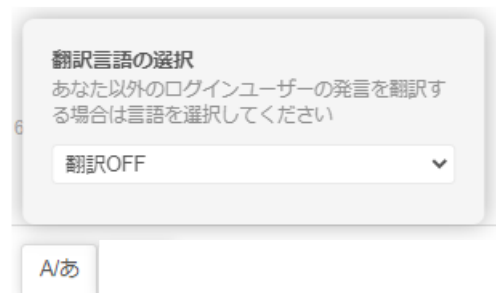 翻訳言語の選択
あなた以外のログインユーザーの発言を翻訳す
る場合は言語を選択してください
6
翻訳OFF
A/あ